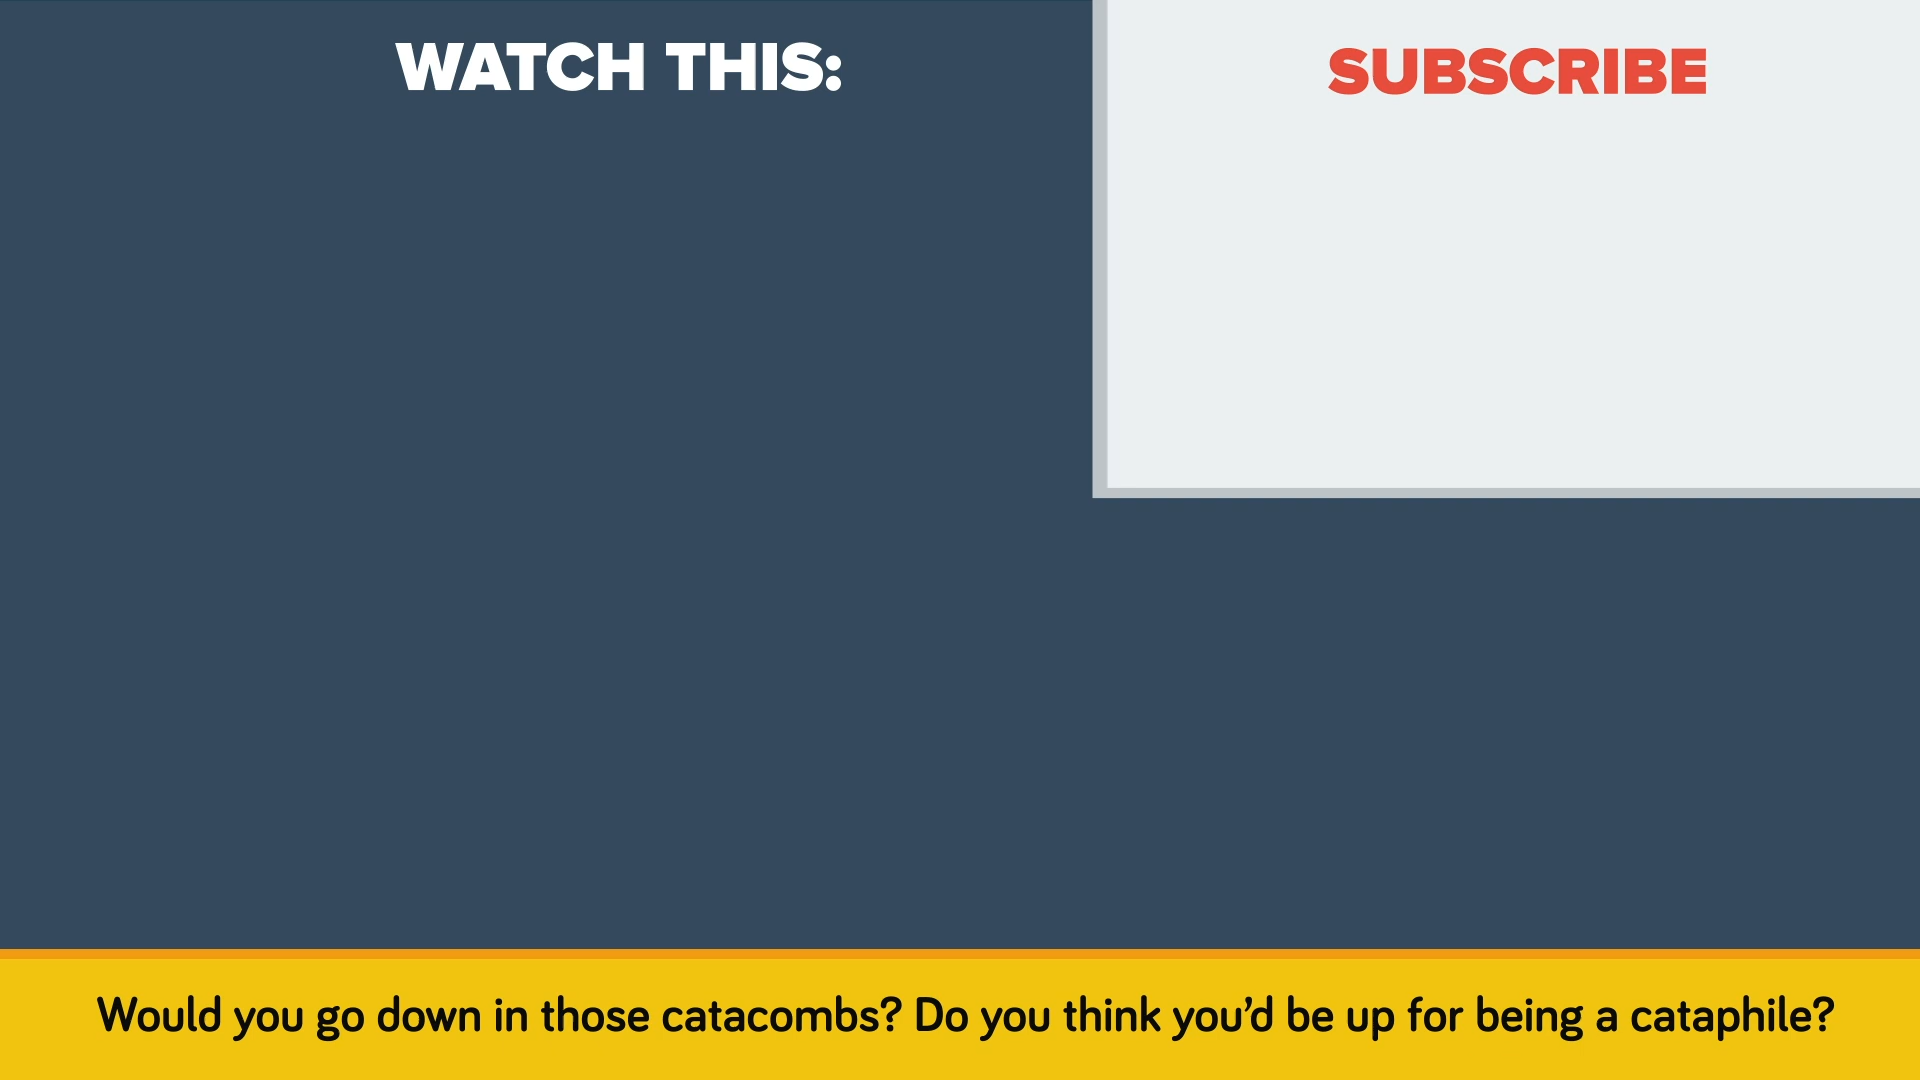 WATCH THIS:
SUBSCRIBE
Would you go down in those catacombs? Do you think you’d be up for being a cataphile?